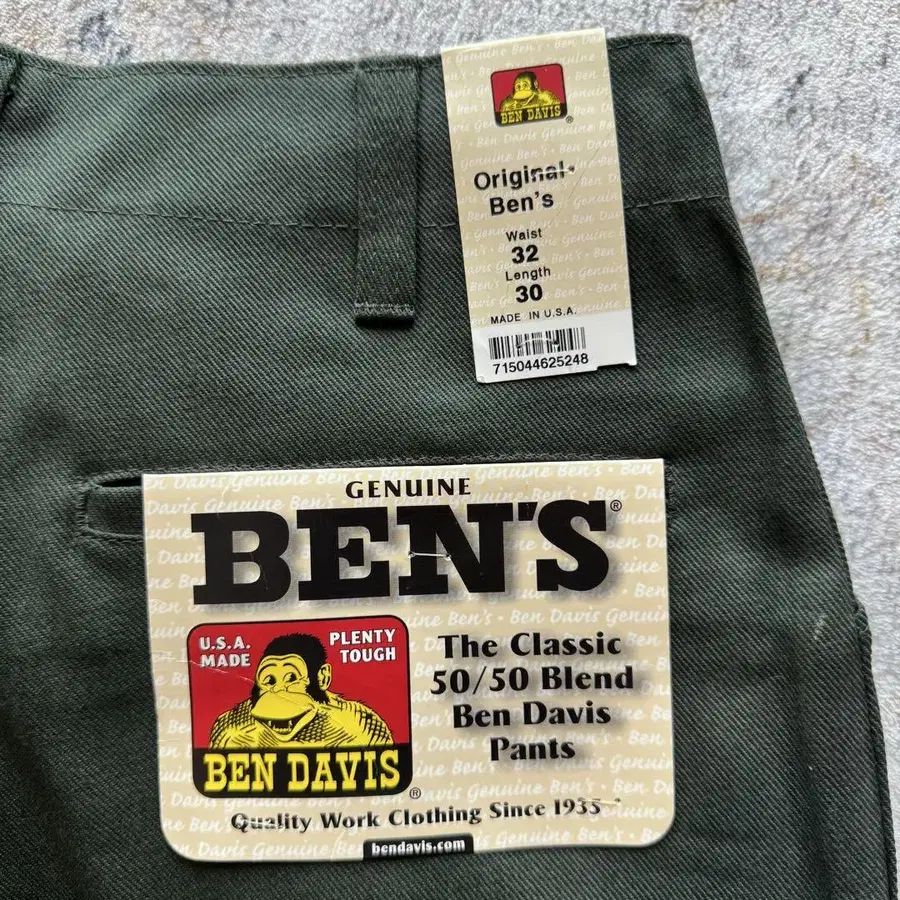 BEN DAVIS
®
Original
Ben's
Waist
32
Length
30
MADE IN U.S.A.
715044625248
GENUINE
BEN'S®
U.S.A.
MADE
PLENTY
TOUGH
BEN DAVIS
®
The Classic
50/50 Blend
Ben Davis
Pants
Quality Work Clothing Since 1935
bendavis.com